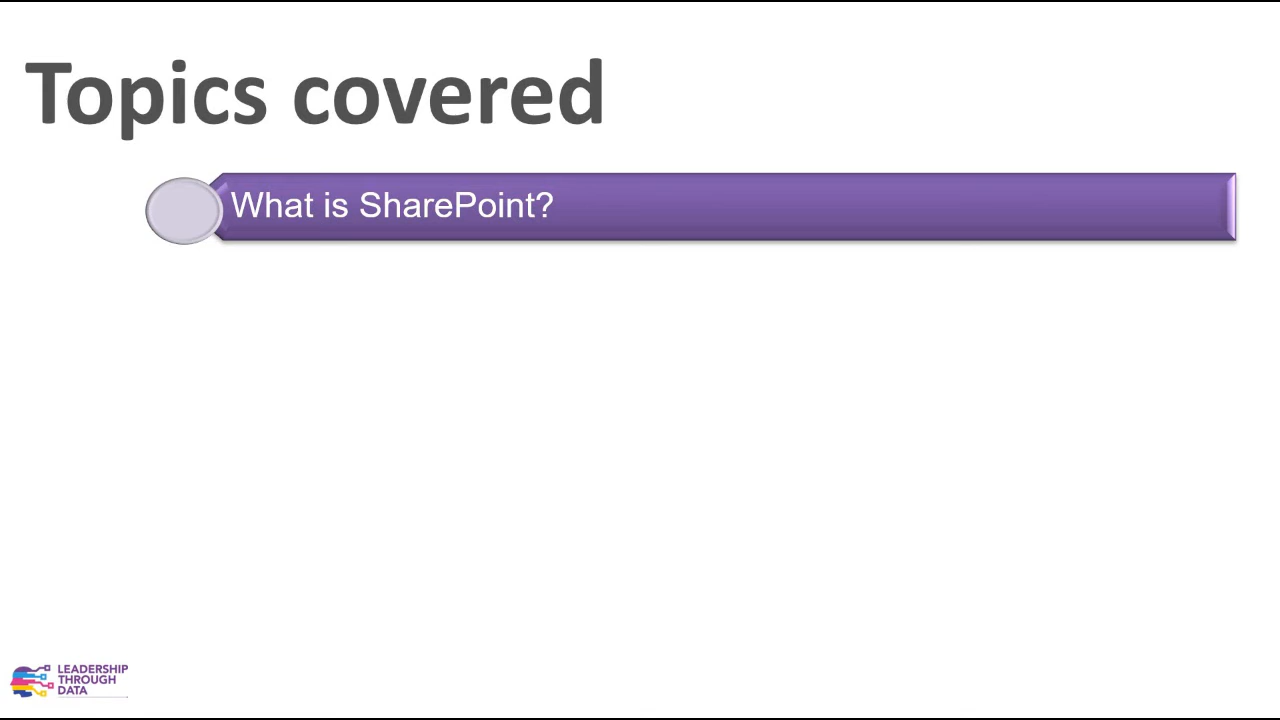 Topics covered
What is SharePoint?
LEADERSHIP
THROUGH
DATA